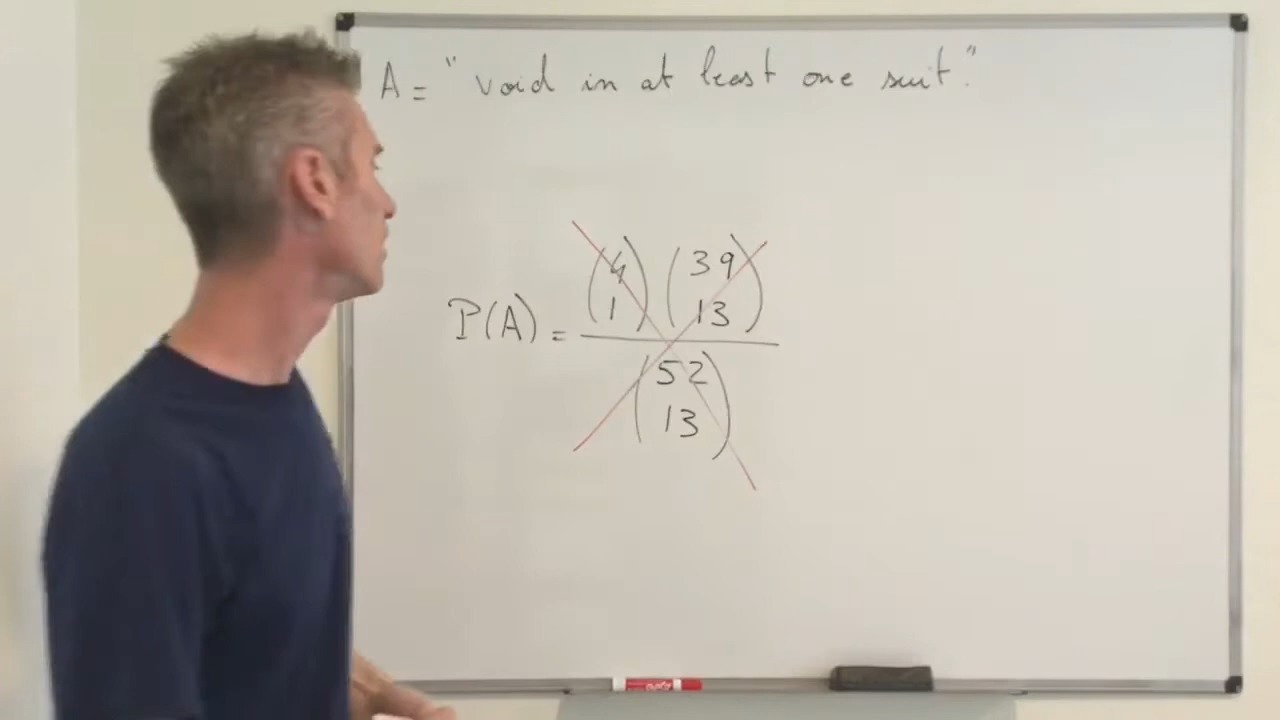 A = "void in at least one suit"
P(A) = (4 1) (39 13)
(52 13)